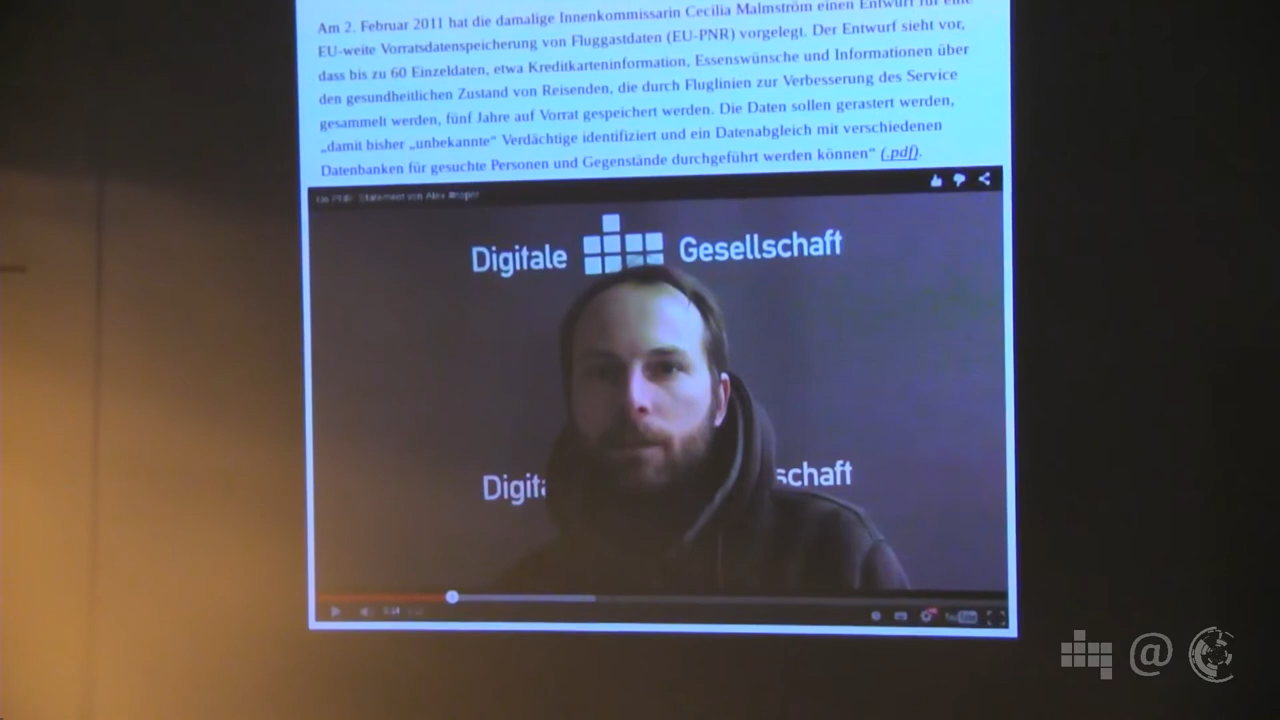 Am 2. Februar 2011 hat die damalige Innenkommissarin Cecilia Malmström einen Entwurf für eine
EU-weite Vorratsdatenspeicherung von Fluggastdaten (EU-PNR) vorgelegt. Der Entwurf sieht vor,
dass bis zu 60 Einzeldaten, etwa Kreditkarteninformation, Essenswünsche und Informationen über
den gesundheitlichen Zustand von Reisenden, die durch Fluglinien zur Verbesserung des Service
gesammelt werden, fünf Jahre auf Vorrat gespeichert werden. Die Daten sollen gerastert werden,
„damit bisher „unbekannte“ Verdächtige identifiziert und ein Datenabgleich mit verschiedenen
Datenbanken für gesuchte Personen und Gegenstände durchgeführt werden können“ (.pdf).
Statement von Alex
Digitale Gesellschaft
Digita schaft
YouTube
@